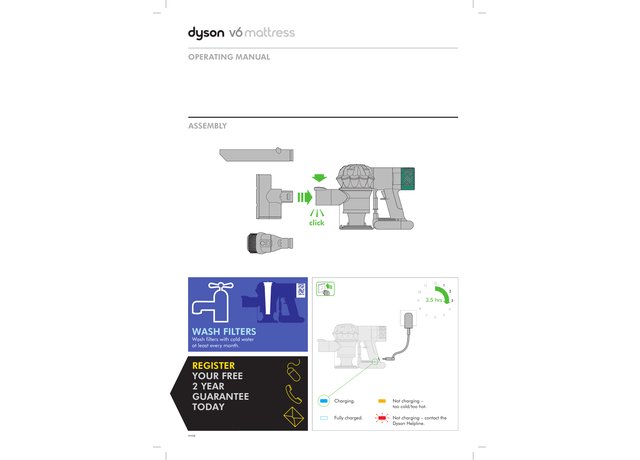 dyson v6 mattress
OPERATING MANUAL
ASSEMBLY
click
WASH FILTERS
Wash filters with cold water
at least every month.
REGISTER
YOUR FREE
2 YEAR
GUARANTEE
TODAY
3.5 hrs
Charging.
Fully charged.
Not charging –
too cold/too hot.
Not charging – contact the
Dyson Helpline.